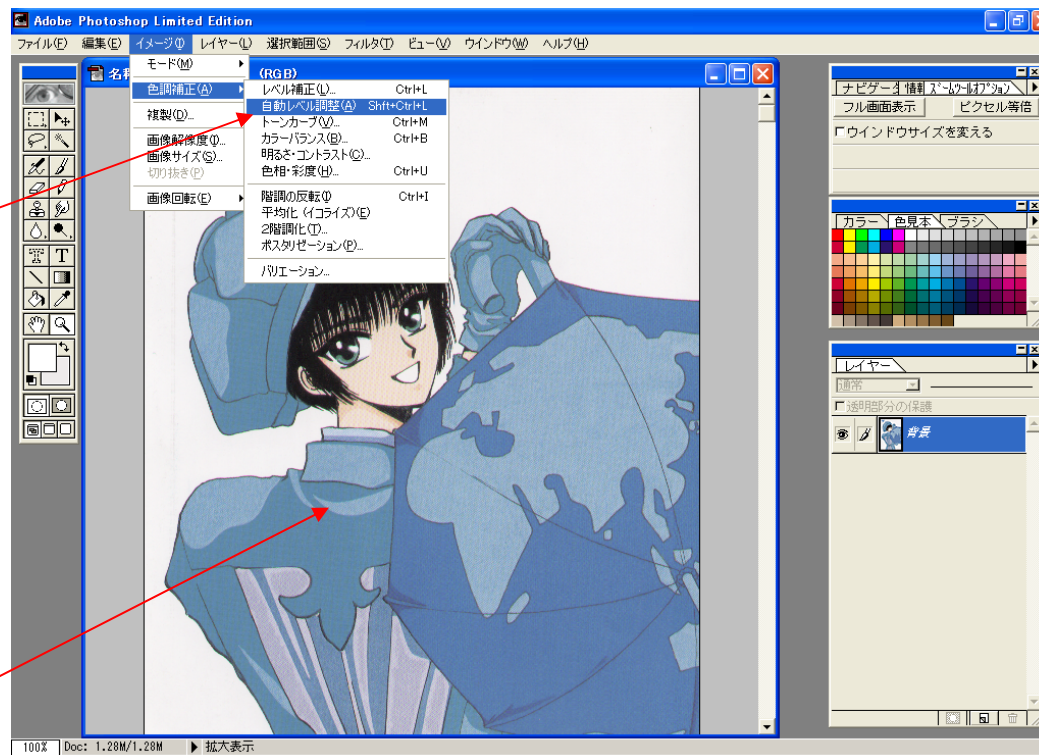 Adobe Photoshop Limited Edition
ファイル(F) 編集(E) イメージ(I) レイヤー(L) 選択範囲(S) フィルタ(T) ビュー(V) ウインドウ(W) ヘルプ(H)
(RGB)
モード(M)
色調補正(A)
複製(D)...
画像解像度(I)...
画像サイズ(S)...
切り抜き(P)
画像回転(E)
レベル補正(L)... Ctrl+L
自動レベル調整(A) Shft+Ctrl+L
トーンカーブ(V)... Ctrl+M
カラーバランス(B)... Ctrl+B
明るさ・コントラスト(C)...
色相・彩度(H)... Ctrl+U
階調の反転(I) Ctrl+I
平均化 (イコライズ)(E)
2階調化(T)...
ポスタリゼーション(P)...
バリエーション...
ナビゲータ 情報 ズームツールオプション
フル画面表示 ピクセル等倍
ウインドウサイズを変える
カラー 色見本 ブラシ
レイヤー
通常
透明部分の保護
背景
T T
100% Doc: 1.28M/1.28M 拡大表示